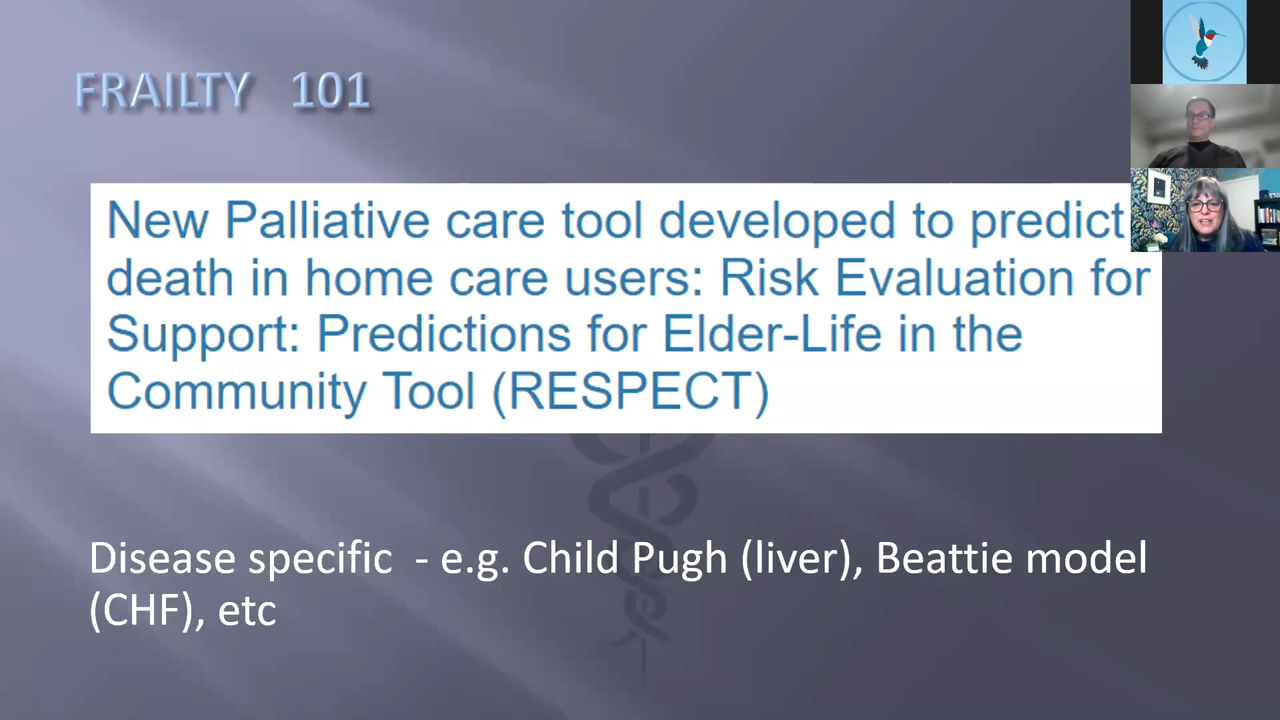 FRAILTY 101
New Palliative care tool developed to predict
death in home care users: Risk Evaluation for
Support: Predictions for Elder-Life in the
Community Tool (RESPECT)
Disease specific - e.g. Child Pugh (liver), Beattie model
(CHF), etc